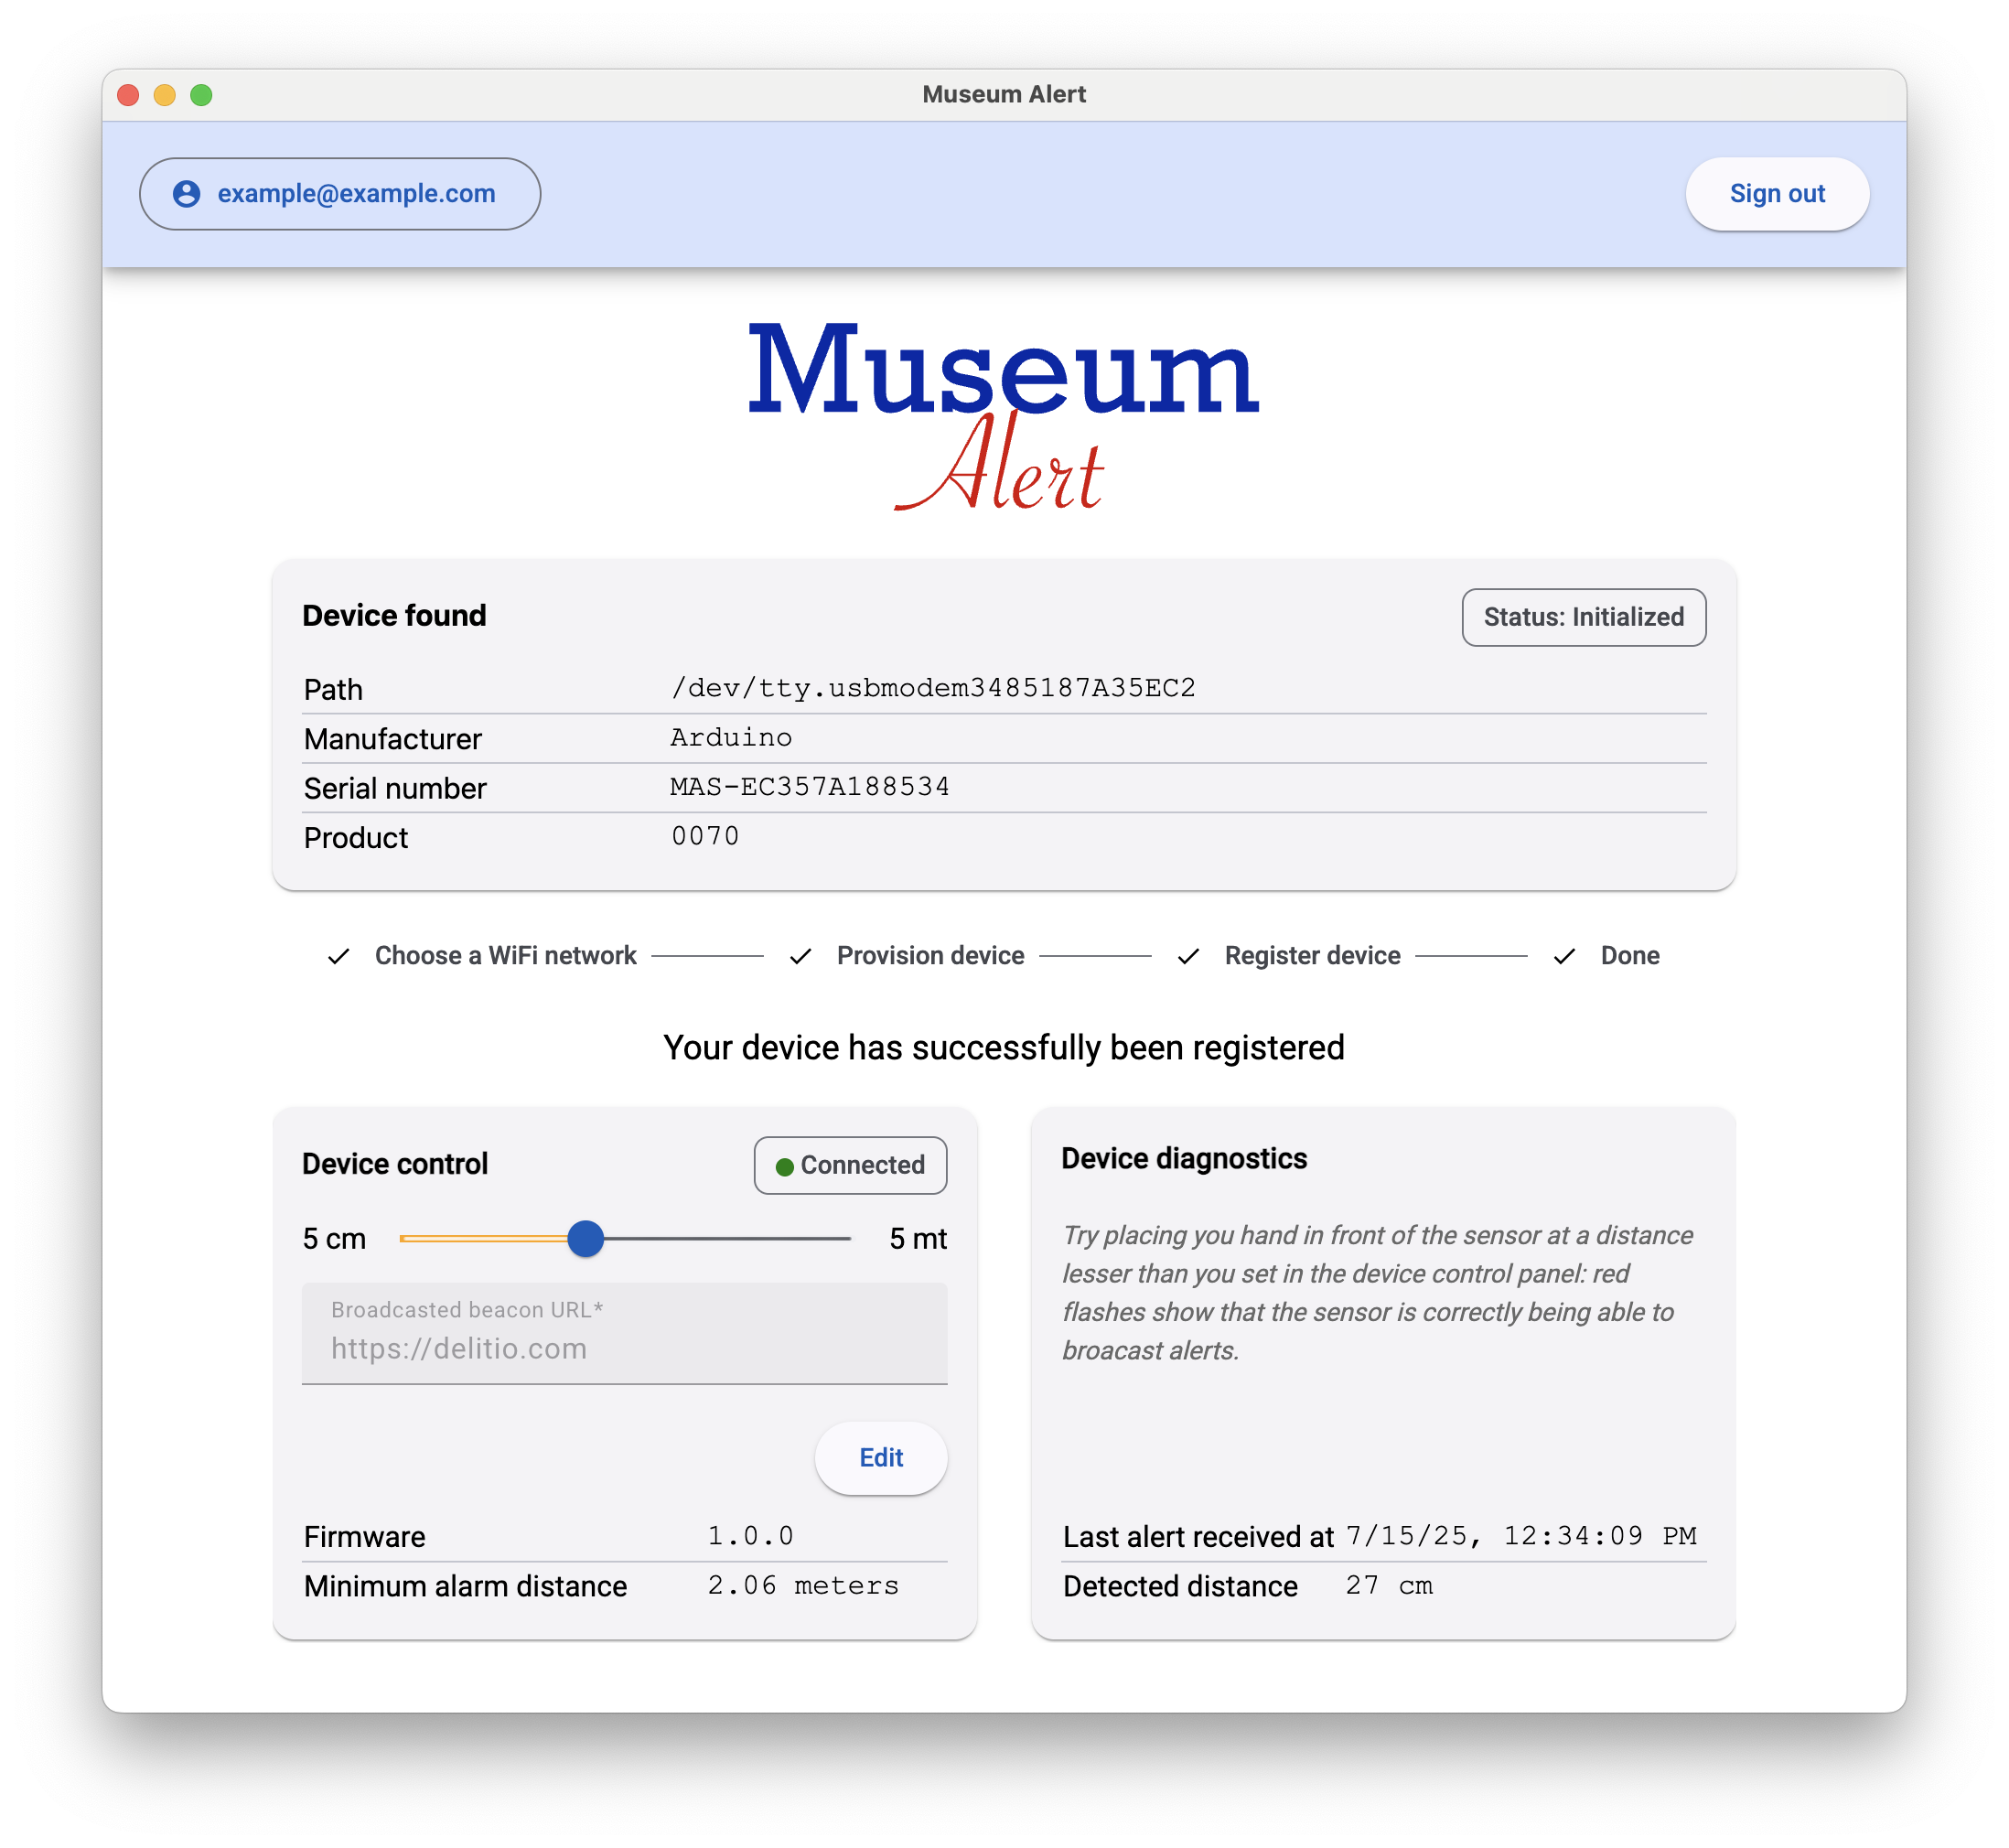 Museum Alert
example@example.com
Sign out
Museum
Alert
Device found
Status: Initialized
Path /dev/tty.usbmodem3485187A35EC2
Manufacturer Arduino
Serial number MAS-EC357A188534
Product 0070
Choose a WiFi network Provision device Register device Done
Your device has successfully been registered
Device control
Connected
5 cm 5 mt
Broadcasted beacon URL*
https://delitio.com
Edit
Firmware 1.0.0
Minimum alarm distance 2.06 meters
Device diagnostics
Try placing you hand in front of the sensor at a distance
lesser than you set in the device control panel: red
flashes show that the sensor is correctly being able to
broacast alerts.
Last alert received at 7/15/25, 12:34:09 PM
Detected distance 27 cm